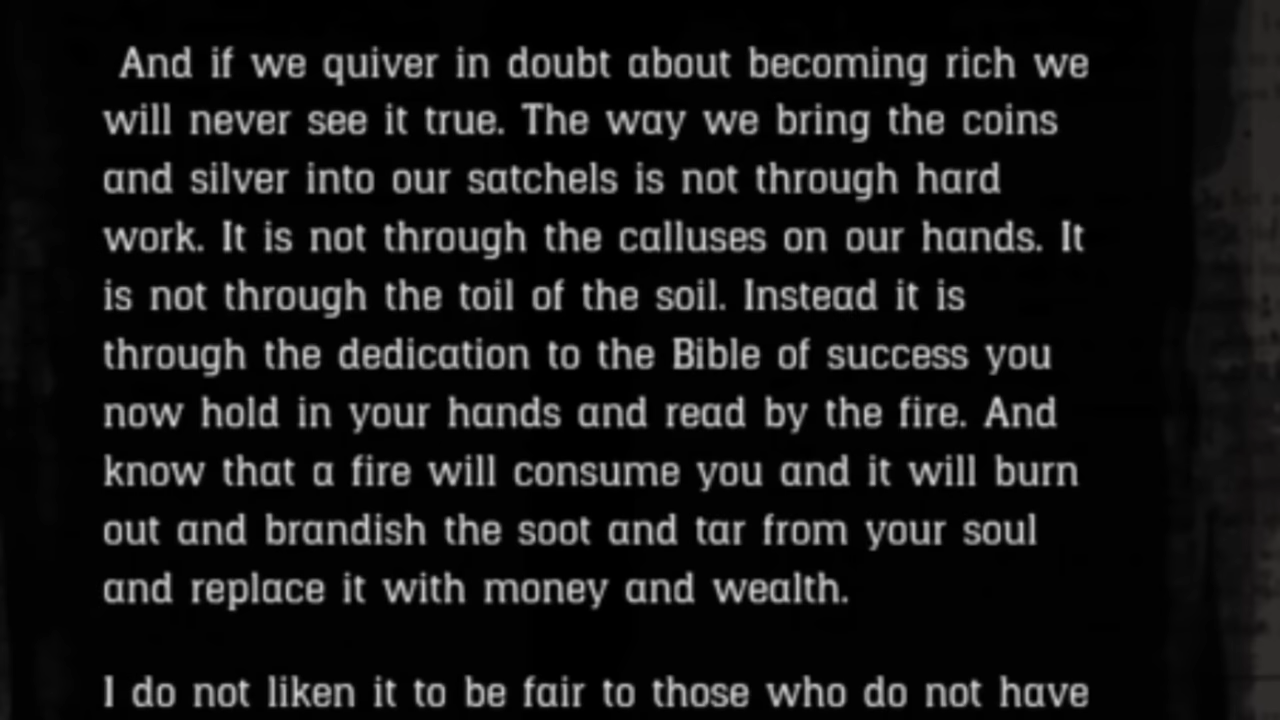 And if we quiver in doubt about becoming rich we
will never see it true. The way we bring the coins
and silver into our satchels is not through hard
work. It is not through the calluses on our hands. It
is not through the toil of the soil. Instead it is
through the dedication to the Bible of success you
now hold in your hands and read by the fire. And
know that a fire will consume you and it will burn
out and brandish the soot and tar from your soul
and replace it with money and wealth.
I do not liken it to be fair to those who do not have